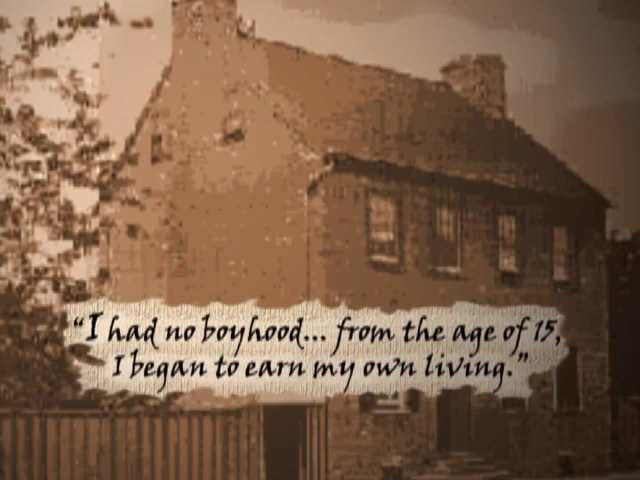 “I had no boyhood... from the age of 15,
I began to earn my own living.”